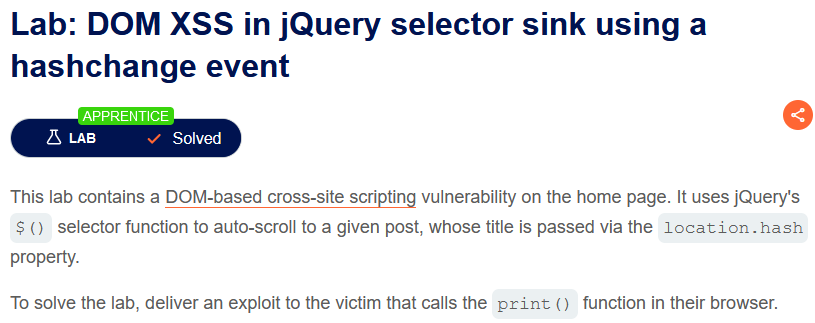 Lab: DOM XSS in jQuery selector sink using a
hashchange event
APPRENTICE
LAB Solved
This lab contains a DOM-based cross-site scripting vulnerability on the home page. It uses jQuery's
$() selector function to auto-scroll to a given post, whose title is passed via the location.hash
property.
To solve the lab, deliver an exploit to the victim that calls the print() function in their browser.